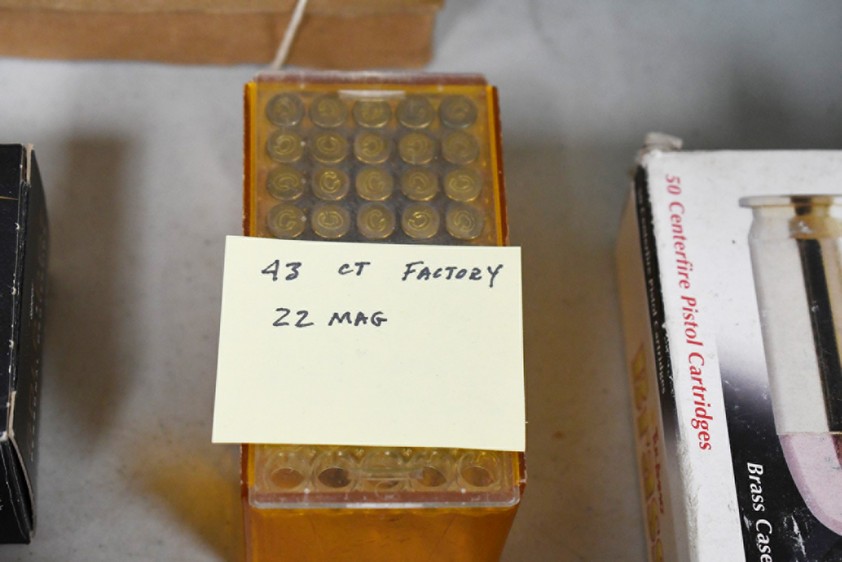 43 CT FACTORY
22 MAG
50 Centerfire Pistol Cartridges
Brass Case